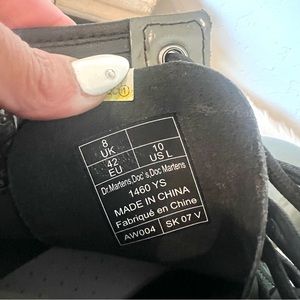 8 UK
10 US L
42 EU
Dr.Martens,Doc's,Doc Martens
1460 YS
MADE IN CHINA
Fabriqué en Chine
AW004 SK 07 V